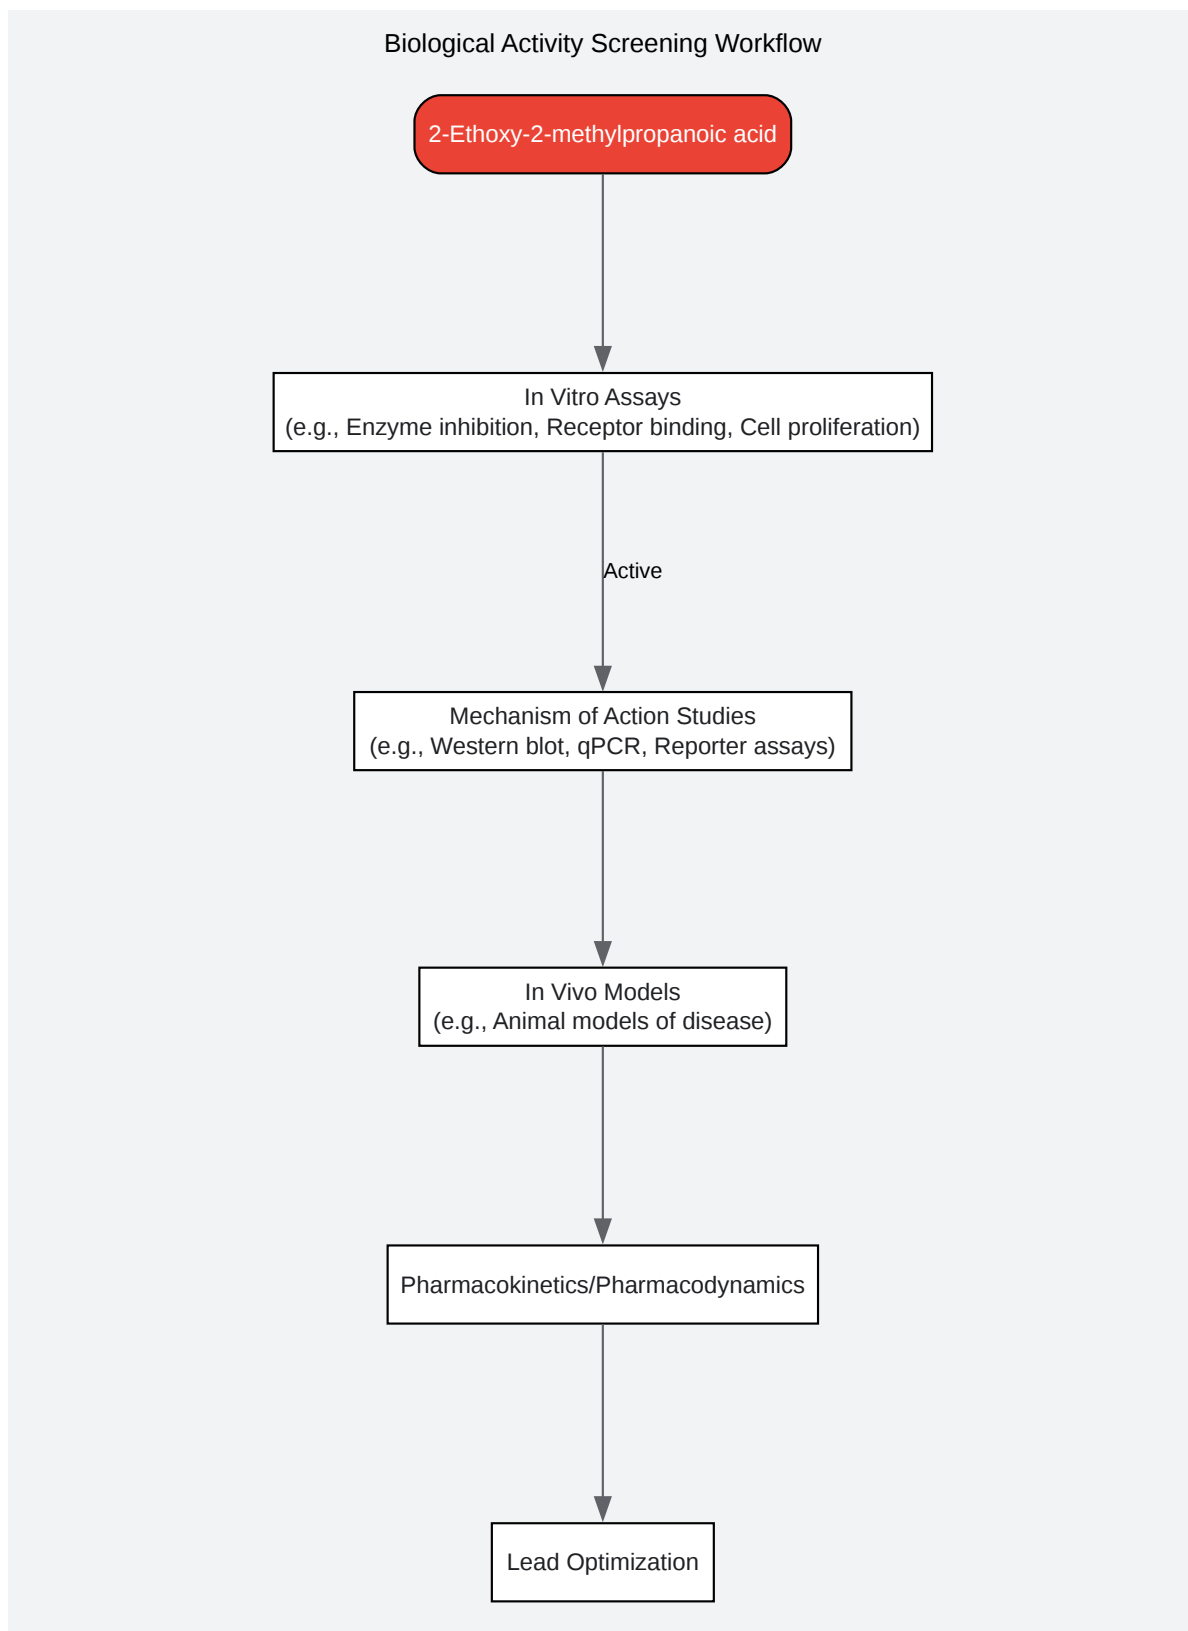 Biological Activity Screening Workflow
2-Ethoxy-2-methylpropanoic acid
In Vitro Assays
(e.g., Enzyme inhibition, Receptor binding, Cell proliferation)
Active
Mechanism of Action Studies
(e.g., Western blot, qPCR, Reporter assays)
In Vivo Models
(e.g., Animal models of disease)
Pharmacokinetics/Pharmacodynamics
Lead Optimization